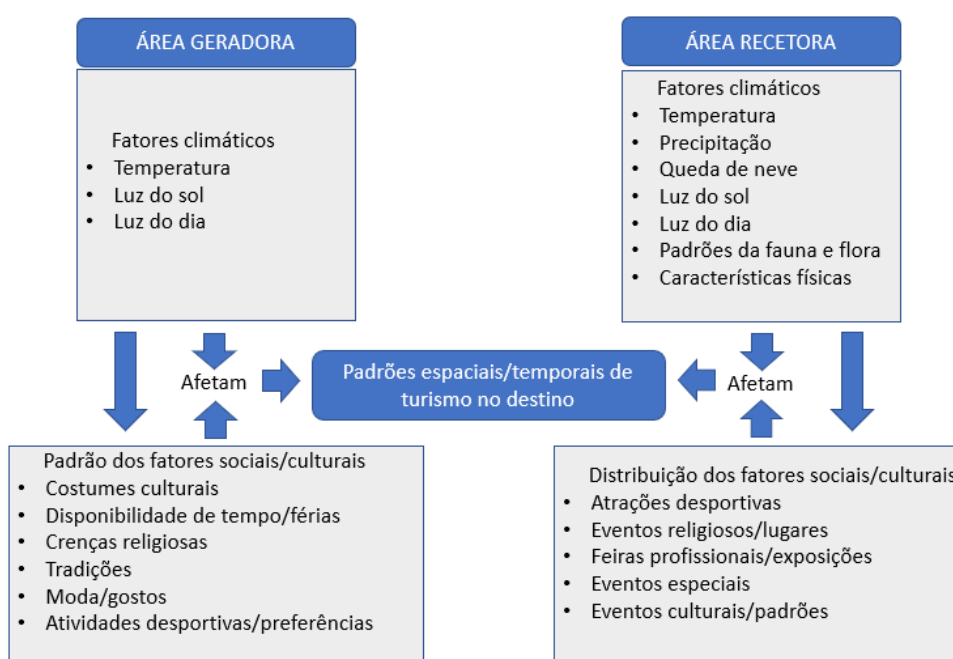 ÁREA GERADORA
Fatores climáticos
• Temperatura
• Luz do sol
• Luz do dia
ÁREA RECETORA
Fatores climáticos
• Temperatura
• Precipitação
• Queda de neve
• Luz do sol
• Luz do dia
• Padrões da fauna e flora
• Características físicas
Afetam
Padrões espaciais/temporais de
turismo no destino
Afetam
Padrão dos fatores sociais/culturais
• Costumes culturais
• Disponibilidade de tempo/férias
• Crenças religiosas
• Tradições
• Moda/gostos
• Atividades desportivas/preferências
Distribuição dos fatores sociais/culturais
• Atrações desportivas
• Eventos religiosos/lugares
• Feiras profissionais/exposições
• Eventos especiais
• Eventos culturais/padrões